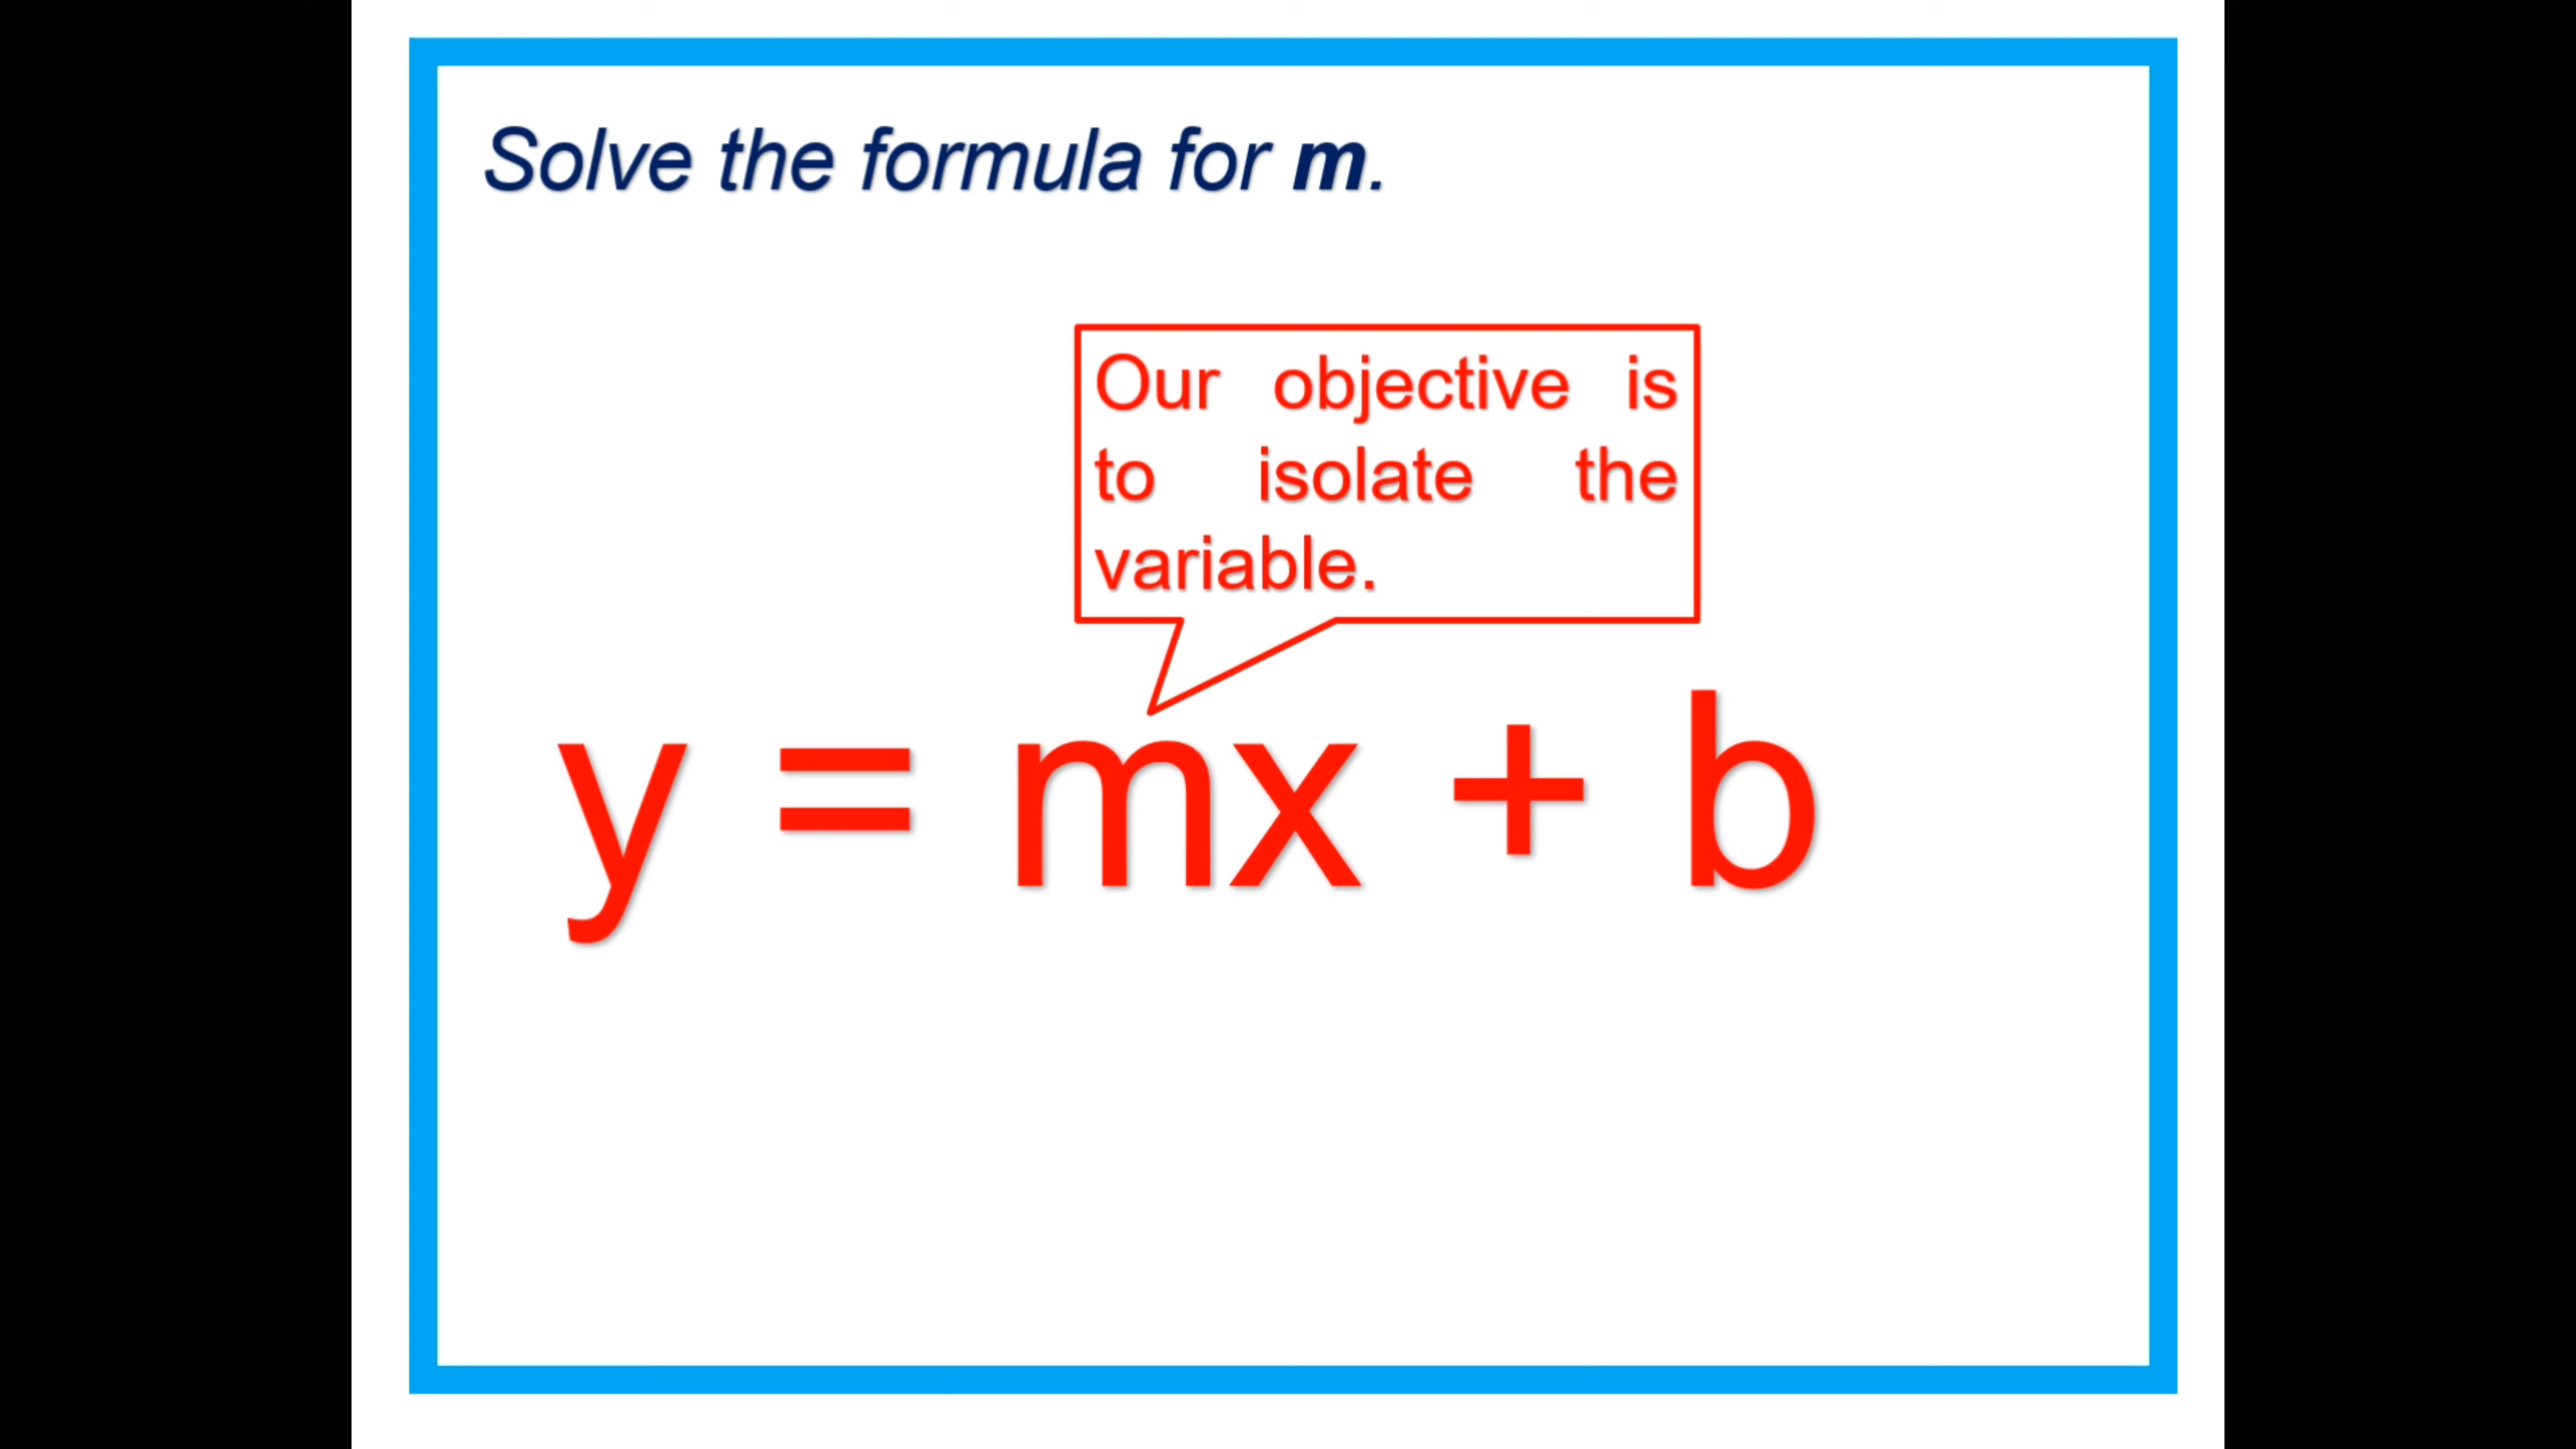 Solve the formula for m.
Our objective is
to isolate the
variable.
y = mx + b